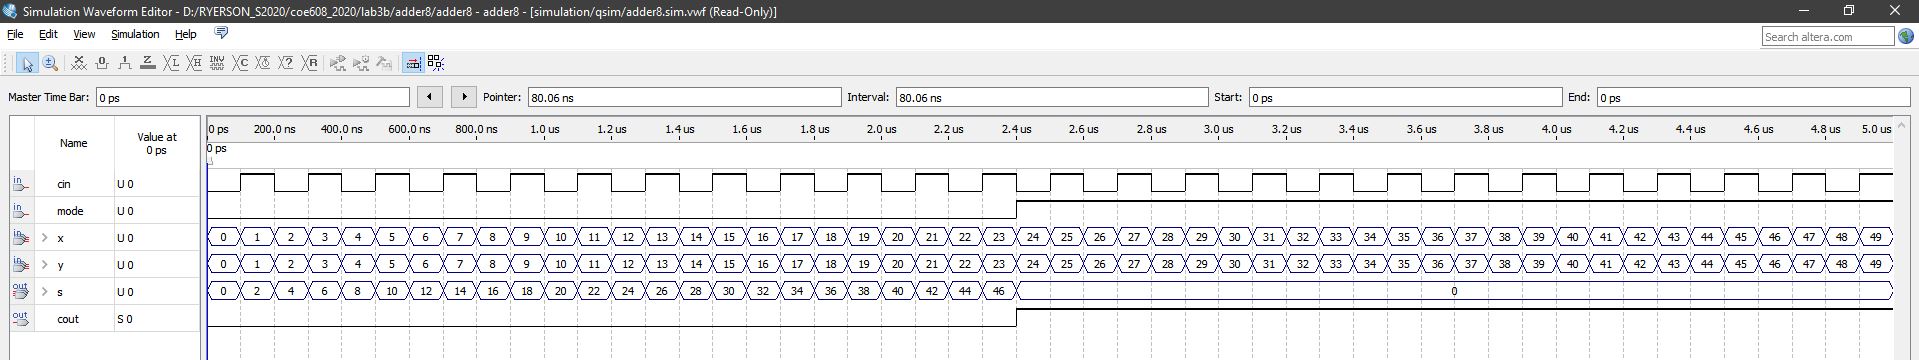 Simulation Waveform Editor - D:/RYERSON_S2020/coe608_2020/lab3b/adder8/adder8 - adder8 - [simulation/qsim/adder8.sim.vwf (Read-Only)]
File Edit View Simulation Help
Search altera.com
Master Time Bar: 0 ps Pointer: 80.06 ns Interval: 80.06 ns Start: 0 ps End: 0 ps
Name Value at 0 ps 0 ps 200.0 ns 400.0 ns 600.0 ns 800.0 ns 1.0 us 1.2 us 1.4 us 1.6 us 1.8 us 2.0 us 2.2 us 2.4 us 2.6 us 2.8 us 3.0 us 3.2 us 3.4 us 3.6 us 3.8 us 4.0 us 4.2 us 4.4 us 4.6 us 4.8 us 5.0 us
0 ps
in cin U 0
in mode U 0
in x U 0 0 1 2 3 4 5 6 7 8 9 10 11 12 13 14 15 16 17 18 19 20 21 22 23 24 25 26 27 28 29 30 31 32 33 34 35 36 37 38 39 40 41 42 43 44 45 46 47 48 49
in y U 0 0 1 2 3 4 5 6 7 8 9 10 11 12 13 14 15 16 17 18 19 20 21 22 23 24 25 26 27 28 29 30 31 32 33 34 35 36 37 38 39 40 41 42 43 44 45 46 47 48 49
out s U 0 0 2 4 6 8 10 12 14 16 18 20 22 24 26 28 30 32 34 36 38 40 42 44 46 0
out cout S 0